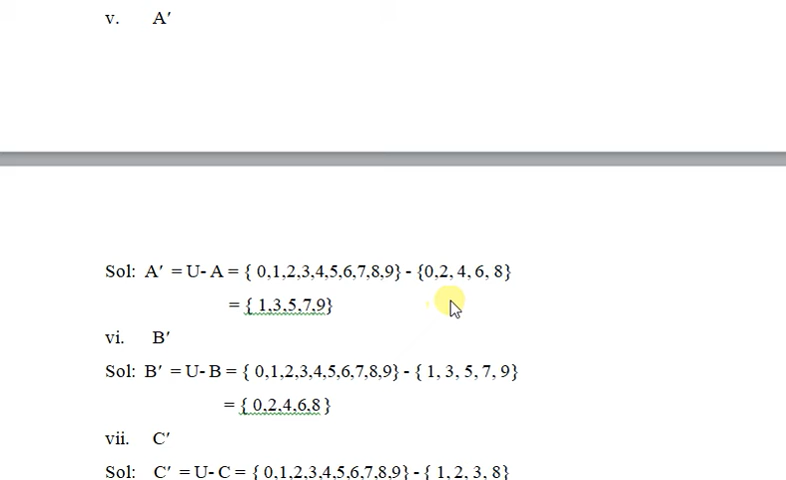 v. A′
Sol: A′ = U- A = { 0,1,2,3,4,5,6,7,8,9} - {0,2, 4, 6, 8}
= { 1,3,5,7,9}
vi. B′
Sol: B′ = U- B = { 0,1,2,3,4,5,6,7,8,9} - { 1, 3, 5, 7, 9}
= { 0,2,4,6,8}
vii. C′
Sol: C′ = U- C = { 0,1,2,3,4,5,6,7,8,9} - { 1, 2, 3, 8}